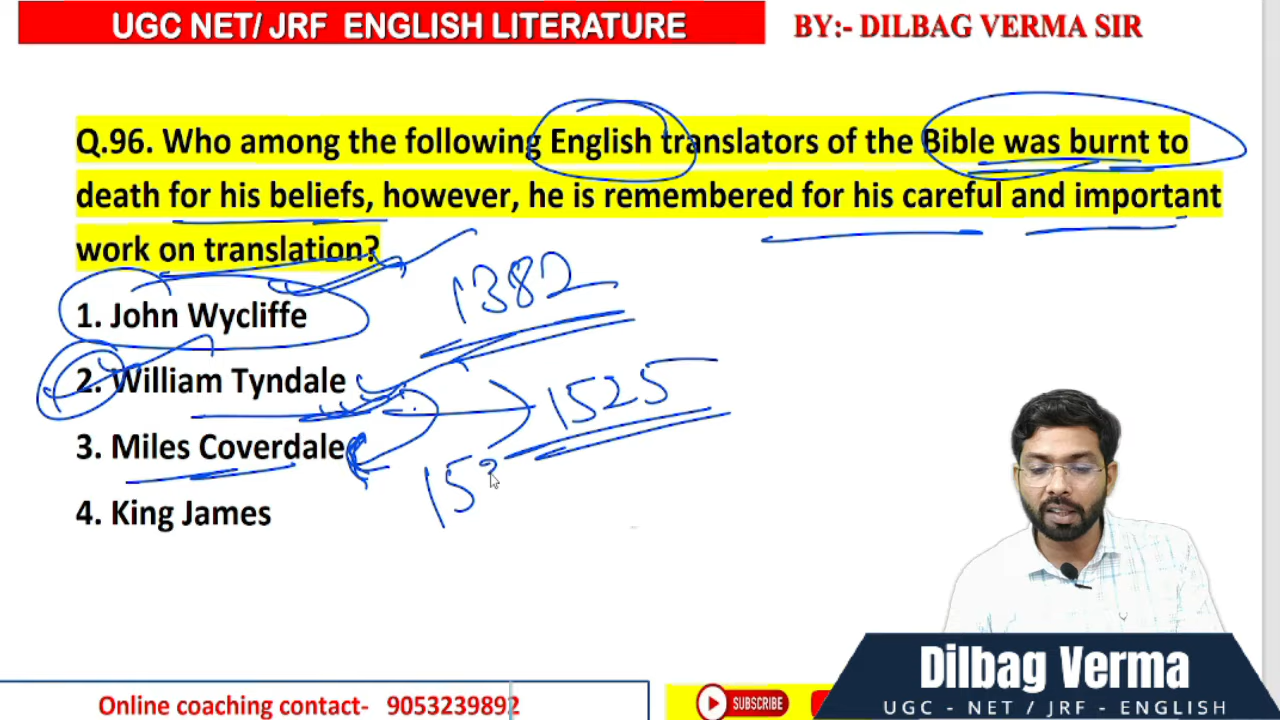 UGC NET/ JRF ENGLISH LITERATURE
BY:- DILBAG VERMA SIR
Q.96. Who among the following English translators of the Bible was burnt to
death for his beliefs, however, he is remembered for his careful and important
work on translation?
1. John Wycliffe
1382
2. William Tyndale
1525
3. Miles Coverdale
4. King James
Dilbag Verma
UGC - NET / JRF - ENGLISH
Online coaching contact- 9053239892
SUBSCRIBE